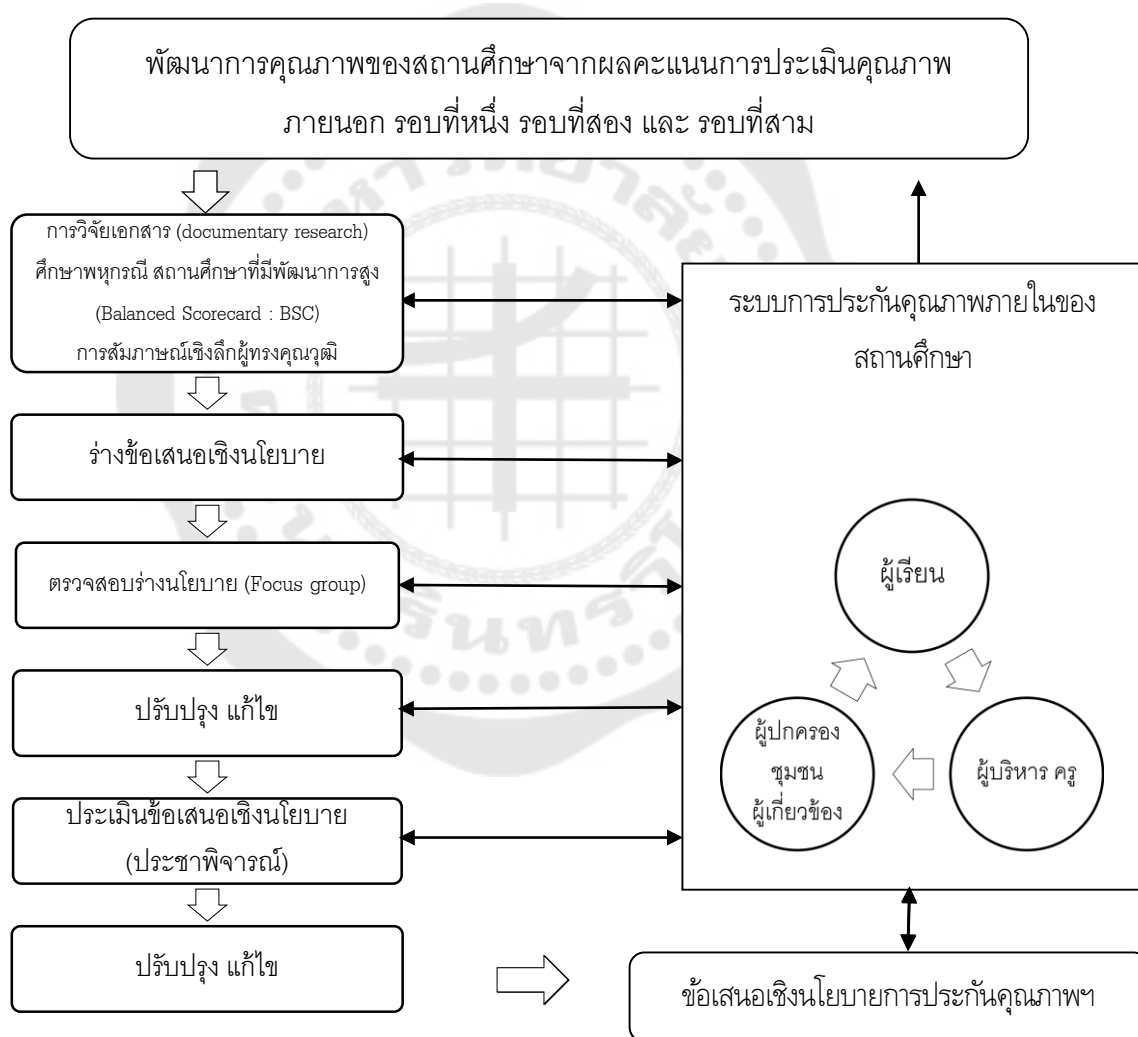 พัฒนาการคุณภาพของสถานศึกษาจากผลคะแนนการประเมินคุณภาพ
ภายนอก รอบที่หนึ่ง รอบที่สอง และ รอบที่สาม
การวิจัยเอกสาร (documentary research)
ศึกษาพหุกรณี สถานศึกษาที่มีพัฒนาการสูง
(Balanced Scorecard : BSC)
การสัมภาษณ์เชิงลึกผู้ทรงคุณวุฒิ
ร่างข้อเสนอเชิงนโยบาย
ตรวจสอบร่างนโยบาย (Focus group)
ปรับปรุง แก้ไข
ประเมินข้อเสนอเชิงนโยบาย
(ประชาพิจารณ์)
ปรับปรุง แก้ไข
ระบบการประกันคุณภาพภายในของ
สถานศึกษา
ผู้เรียน
ผู้ปกครอง
ชุมชน
ผู้เกี่ยวข้อง
ผู้บริหาร ครู
ข้อเสนอเชิงนโยบายการประกันคุณภาพฯ